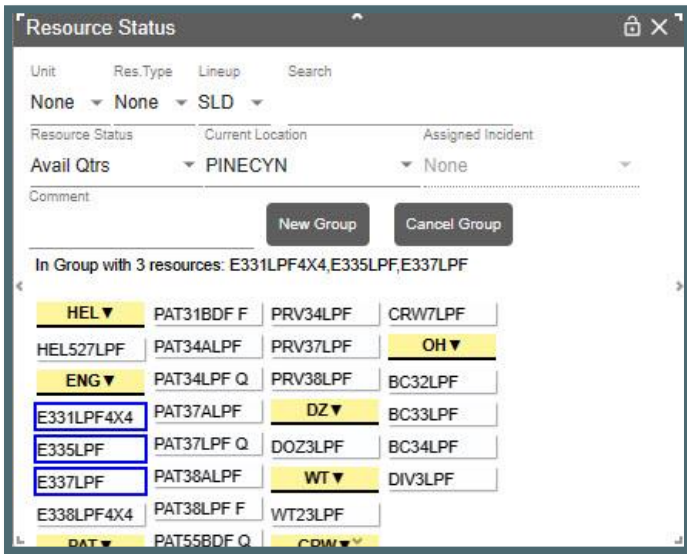 Resource Status
Unit Res.Type Lineup Search
None None SLD
Resource Status Current Location Assigned Incident
Avail Qtrs PINECYN None
Comment
New Group Cancel Group
In Group with 3 resources: E331LPF4X4,E335LPF,E337LPF
HEL▼ PAT31BDF F PRV34LPF CRW7LPF
HEL527LPF PAT34ALPF PRV37LPF OH▼
ENG▼ PAT34LPF Q PRV38LPF BC32LPF
E331LPF4X4 PAT37ALPF DZ▼ BC33LPF
E335LPF PAT37LPF Q DOZ3LPF BC34LPF
E337LPF PAT38ALPF WT▼ DIV3LPF
E338LPF4X4 PAT38LPF F WT23LPF
PAT▼ PAT55BDF Q CRW▼